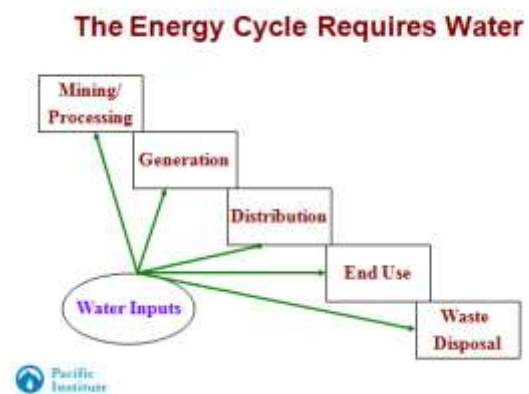 The Energy Cycle Requires Water
Mining/
Processing
Generation
Distribution
End Use
Water Inputs
Waste
Disposal
Pacific
Institute